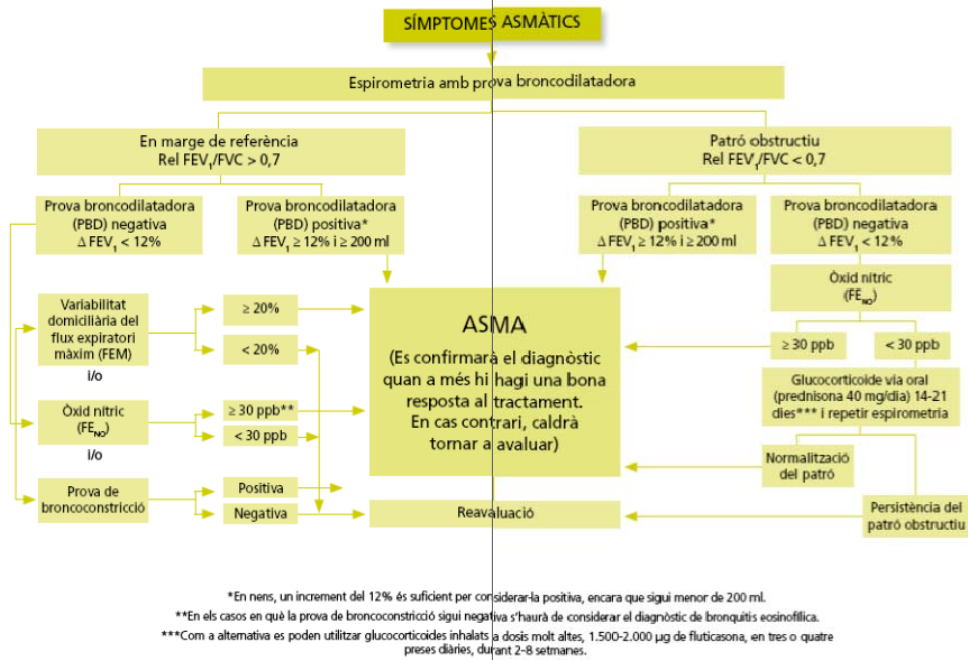 SÍMPTOMES ASMÀTICS
Espirometria amb prova broncodilatadora
En marge de referència
Rel FEV₁/FVC > 0,7
Patró obstructiu
Rel FEV₁/FVC < 0,7
Prova broncodilatadora
(PBD) negativa
Δ FEV₁ < 12%
Prova broncodilatadora
(PBD) positiva*
Δ FEV₁ ≥ 12% i ≥ 200 ml
Prova broncodilatadora
(PBD) positiva*
Δ FEV₁ ≥ 12% i ≥ 200 ml
Prova broncodilatadora
(PBD) negativa
Δ FEV₁ < 12%
Variabilitat
domiciliària del
flux expiratori
màxim (FEM)
i/o
Òxid nítric
(FE_NO)
i/o
Prova de
broncoconstricció
≥ 20%
< 20%
≥ 30 ppb**
< 30 ppb
Positiva
Negativa
ASMA
(Es confirmarà el diagnòstic
quan a més hi hagi una bona
resposta al tractament.
En cas contrari, caldrà
tornar a avaluar)
Reavaluació
Òxid nítric
(FE_NO)
≥ 30 ppb
< 30 ppb
Glucocorticoide via oral
(prednisona 40 mg/dia) 14-21
dies*** i repetir espirometria
Normalització
del patró
Persistència del
patró obstructiu
*En nens, un increment del 12% és suficient per considerar-la positiva, encara que sigui menor de 200 ml.
**En els casos en què la prova de broncoconstricció sigui negativa s'haurà de considerar el diagnòstic de bronquitis eosinofílica.
***Com a alternativa es poden utilitzar glucocorticoides inhalats a dosis molt altes, 1.500-2.000 µg de fluticasona, en tres o quatre
preses diàries, durant 2-8 setmanes.